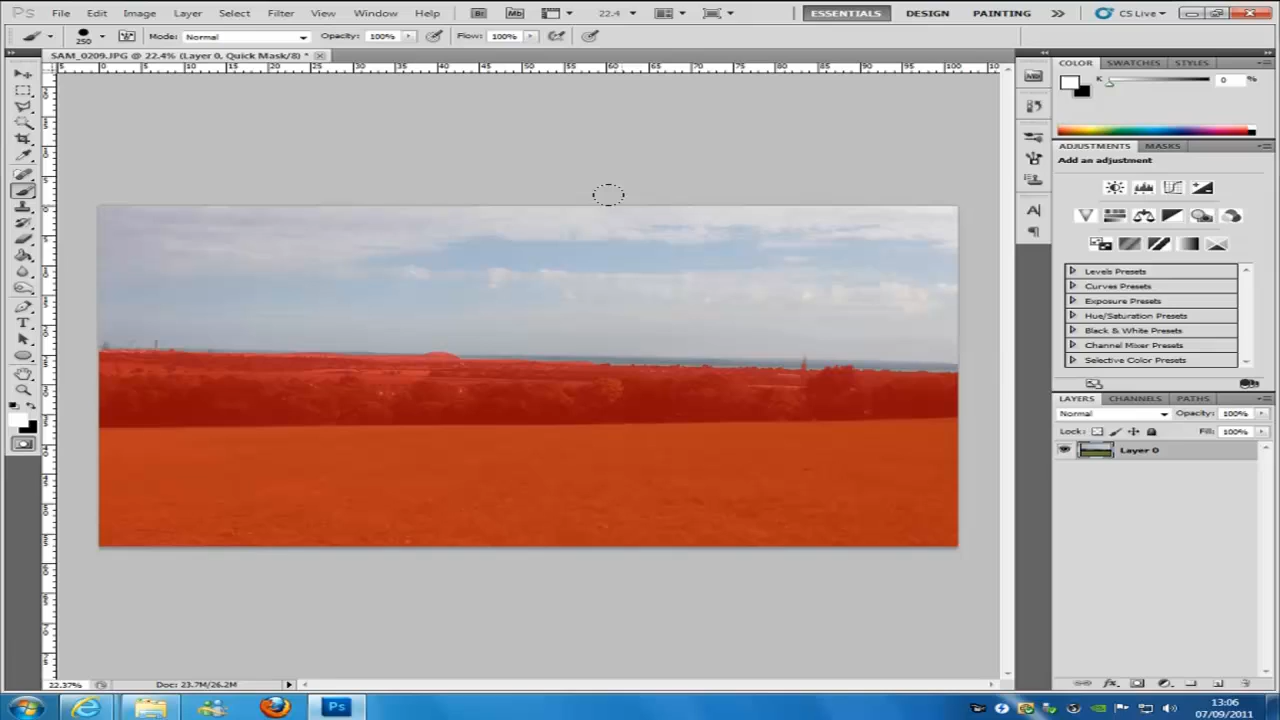 Ps File Edit Image Layer Select Filter View Window Help Br Mb 22.4 ESSENTIALS DESIGN PAINTING CS Live
250 Mode: Normal Opacity: 100% Flow: 100%
SAM_0209.JPG @ 22.4% (Layer 0, Quick Mask/8) *
COLOR SWATCHES STYLES
K 0 %
ADJUSTMENTS MASKS
Add an adjustment
Levels Presets
Curves Presets
Exposure Presets
Hue/Saturation Presets
Black & White Presets
Channel Mixer Presets
Selective Color Presets
LAYERS CHANNELS PATHS
Normal Opacity: 100%
Lock: Fill: 100%
Layer 0
22.37% Doc: 23.7M/26.2M
Ps
13:06
07/09/2011